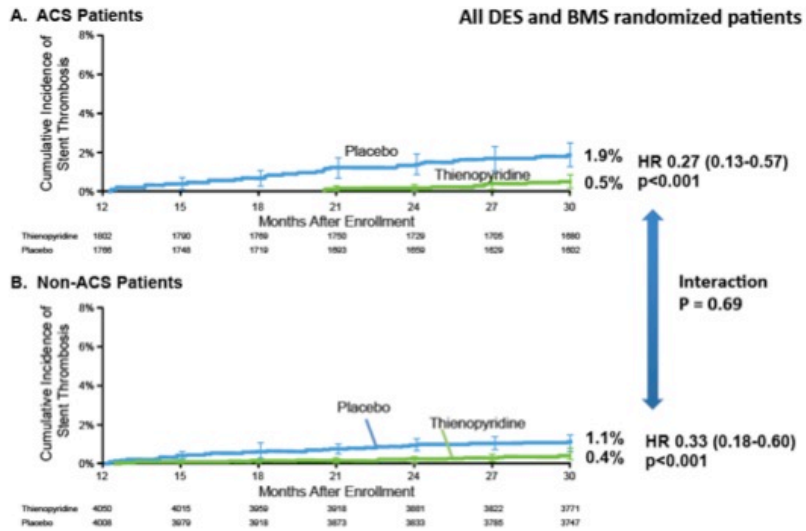 A. ACS Patients
All DES and BMS randomized patients
Cumulative Incidence of
Stent Thrombosis
8%
6%
4%
2%
0%
Placebo
Thienopyridine
1.9%
0.5%
HR 0.27 (0.13-0.57)
p<0.001
12 15 18 21 24 27 30
Months After Enrollment
Thienopyridine 1802 1790 1769 1750 1729 1705 1680
Placebo 1766 1748 1719 1693 1659 1629 1602
Interaction
P = 0.69
B. Non-ACS Patients
Cumulative Incidence of
Stent Thrombosis
8%
6%
4%
2%
0%
Placebo
Thienopyridine
1.1%
0.4%
HR 0.33 (0.18-0.60)
p<0.001
12 15 18 21 24 27 30
Months After Enrollment
Thienopyridine 4050 4015 3959 3918 3881 3822 3771
Placebo 4008 3979 3918 3873 3833 3785 3747